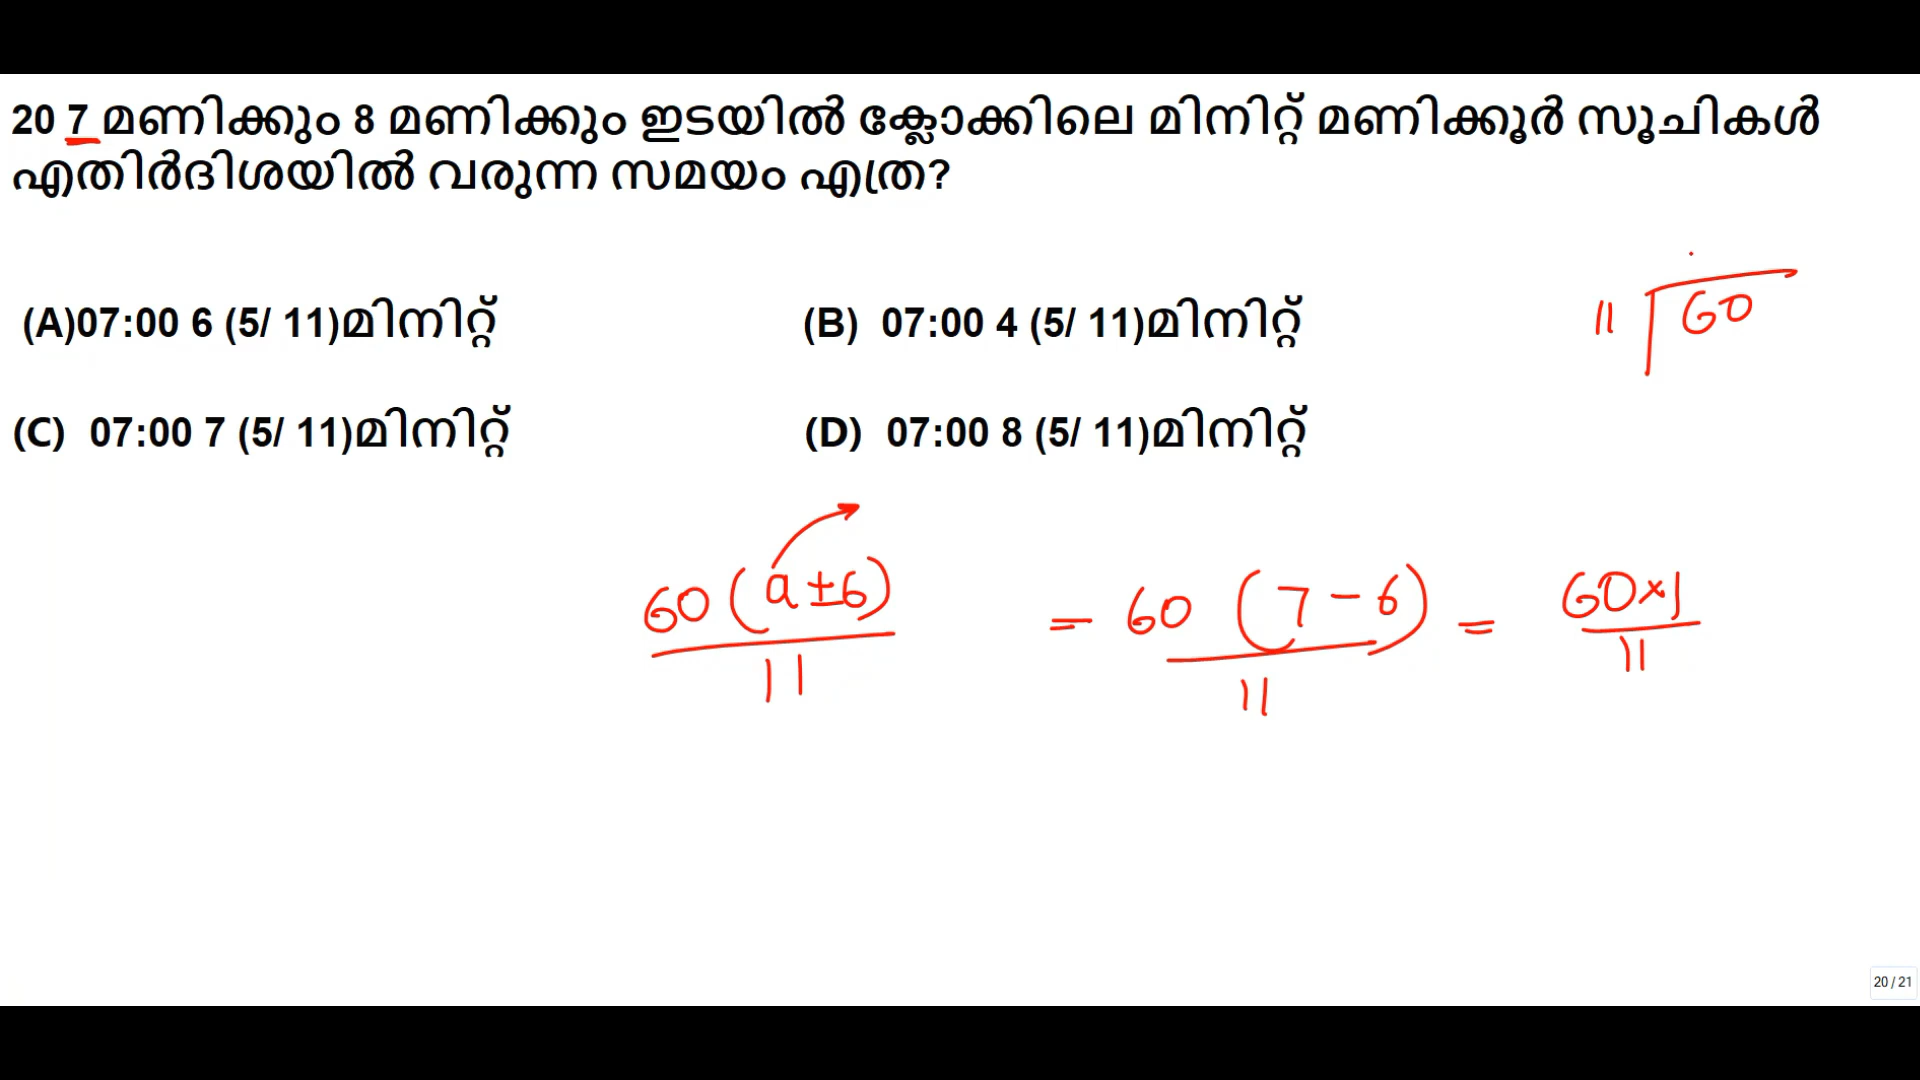 20 7 മണിക്കും 8 മണിക്കും ഇടയിൽ ക്ലോക്കിലെ മിനിറ്റ് മണിക്കൂർ സൂചികൾ
എതിർദിശയിൽ വരുന്ന സമയം എത്ര?
(A)07:00 6 (5/ 11)മിനിറ്റ് (B) 07:00 4 (5/ 11)മിനിറ്റ്
11 60
(C) 07:00 7 (5/ 11)മിനിറ്റ് (D) 07:00 8 (5/ 11)മിനിറ്റ്
60 (a ± 6) = 60 (7 - 6) = 60 × 1
11 11 11
20 / 21